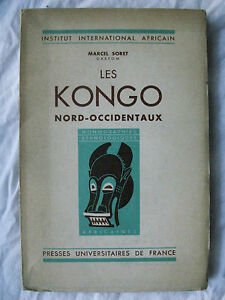 INSTITUT INTERNATIONAL AFRICAIN
MARCEL SORET
O.R.S.T.O.M.
LES
KONGO
NORD-OCCIDENTAUX
MONOGRAPHIES
ETHNOLOGIQUES
AFRICAINES
PRESSES UNIVERSITAIRES DE FRANCE